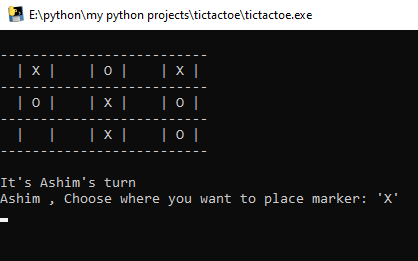 E:\python\my python projects\tictactoe\tictactoe.exe
--------------------------
  | X |     | O |     | X |
--------------------------
  | O |     | X |     | O |
--------------------------
  |   |     | X |     | O |
--------------------------
It's Ashim's turn
Ashim , Choose where you want to place marker: 'X'